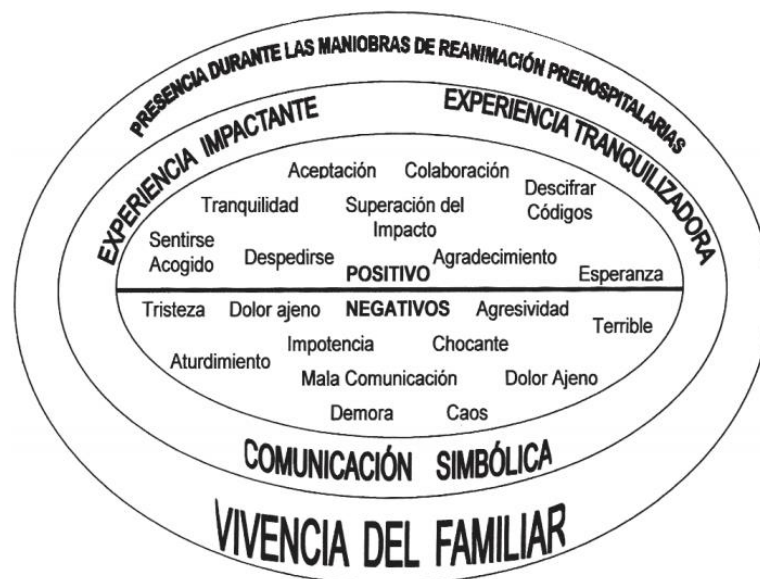 PRESENCIA DURANTE LAS MANIOBRAS DE REANIMACIÓN PREHOSPITALARIAS
EXPERIENCIA IMPACTANTE
EXPERIENCIA TRANQUILIZADORA
Aceptación Colaboración
Descifrar
Códigos
Tranquilidad
Superación del
Impacto
Sentirse
Acogido
Despedirse
Agradecimiento
POSITIVO
Esperanza
Tristeza Dolor ajeno NEGATIVOS Agresividad
Terrible
Impotencia Chocante
Aturdimiento
Mala Comunicación Dolor Ajeno
Demora Caos
COMUNICACIÓN SIMBÓLICA
VIVENCIA DEL FAMILIAR